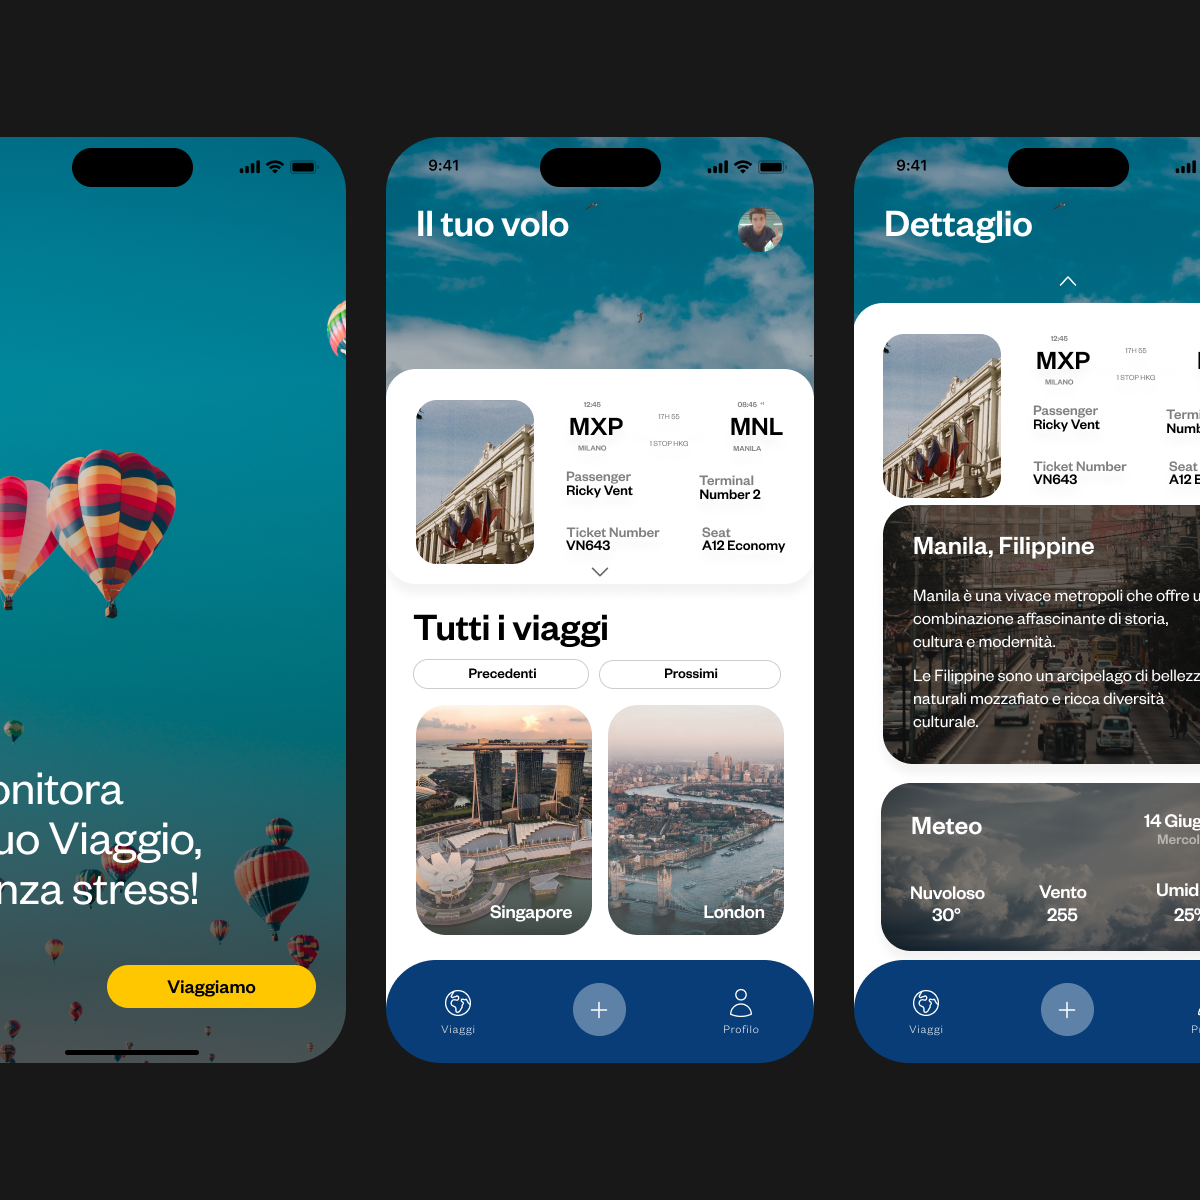 onitora
uo Viaggio,
nza stress!
Viaggiamo
9:41
Il tuo volo
12:45
MXP
MILANO
17H 55
1 STOP HKG
08:45 +1
MNL
MANILA
Passenger
Ricky Vent
Terminal
Number 2
Ticket Number
VN643
Seat
A12 Economy
Tutti i viaggi
Precedenti
Prossimi
Singapore
London
Viaggi
Profilo
9:41
Dettaglio
12:45
MXP
MILANO
17H 55
1 STOP HKG
Passenger
Ricky Vent
Termi
Numb
Ticket Number
VN643
Seat
A12 E
Manila, Filippine
Manila è una vivace metropoli che offre u
combinazione affascinante di storia,
cultura e modernità.
Le Filippine sono un arcipelago di bellezz
naturali mozzafiato e ricca diversità
culturale.
Meteo
14 Giug
Mercol
Nuvoloso
30°
Vento
255
Umid
25%
Viaggi